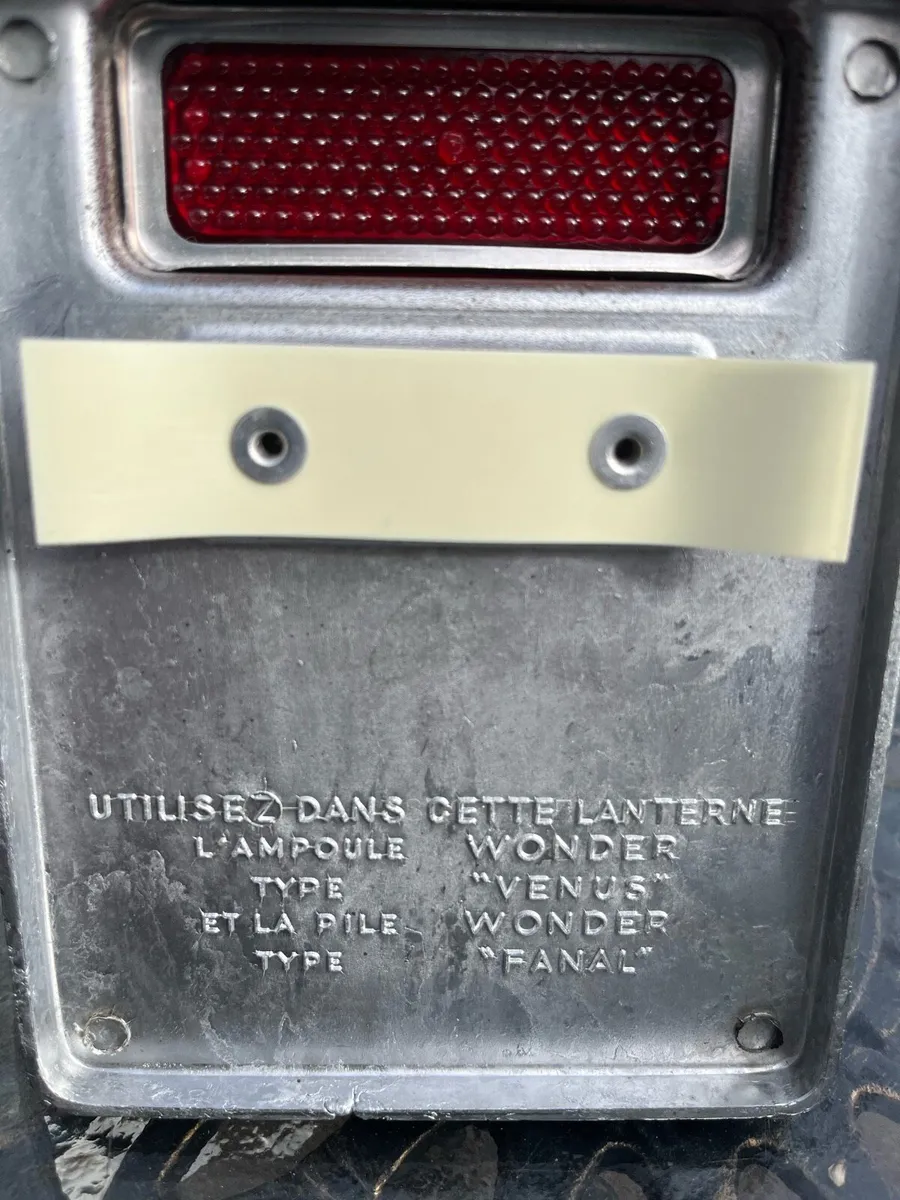 UTILISEZ DANS CETTE LANTERNE
L'AMPOULE WONDER
TYPE "VENUS"
ET LA PILE WONDER
TYPE "FANAL"